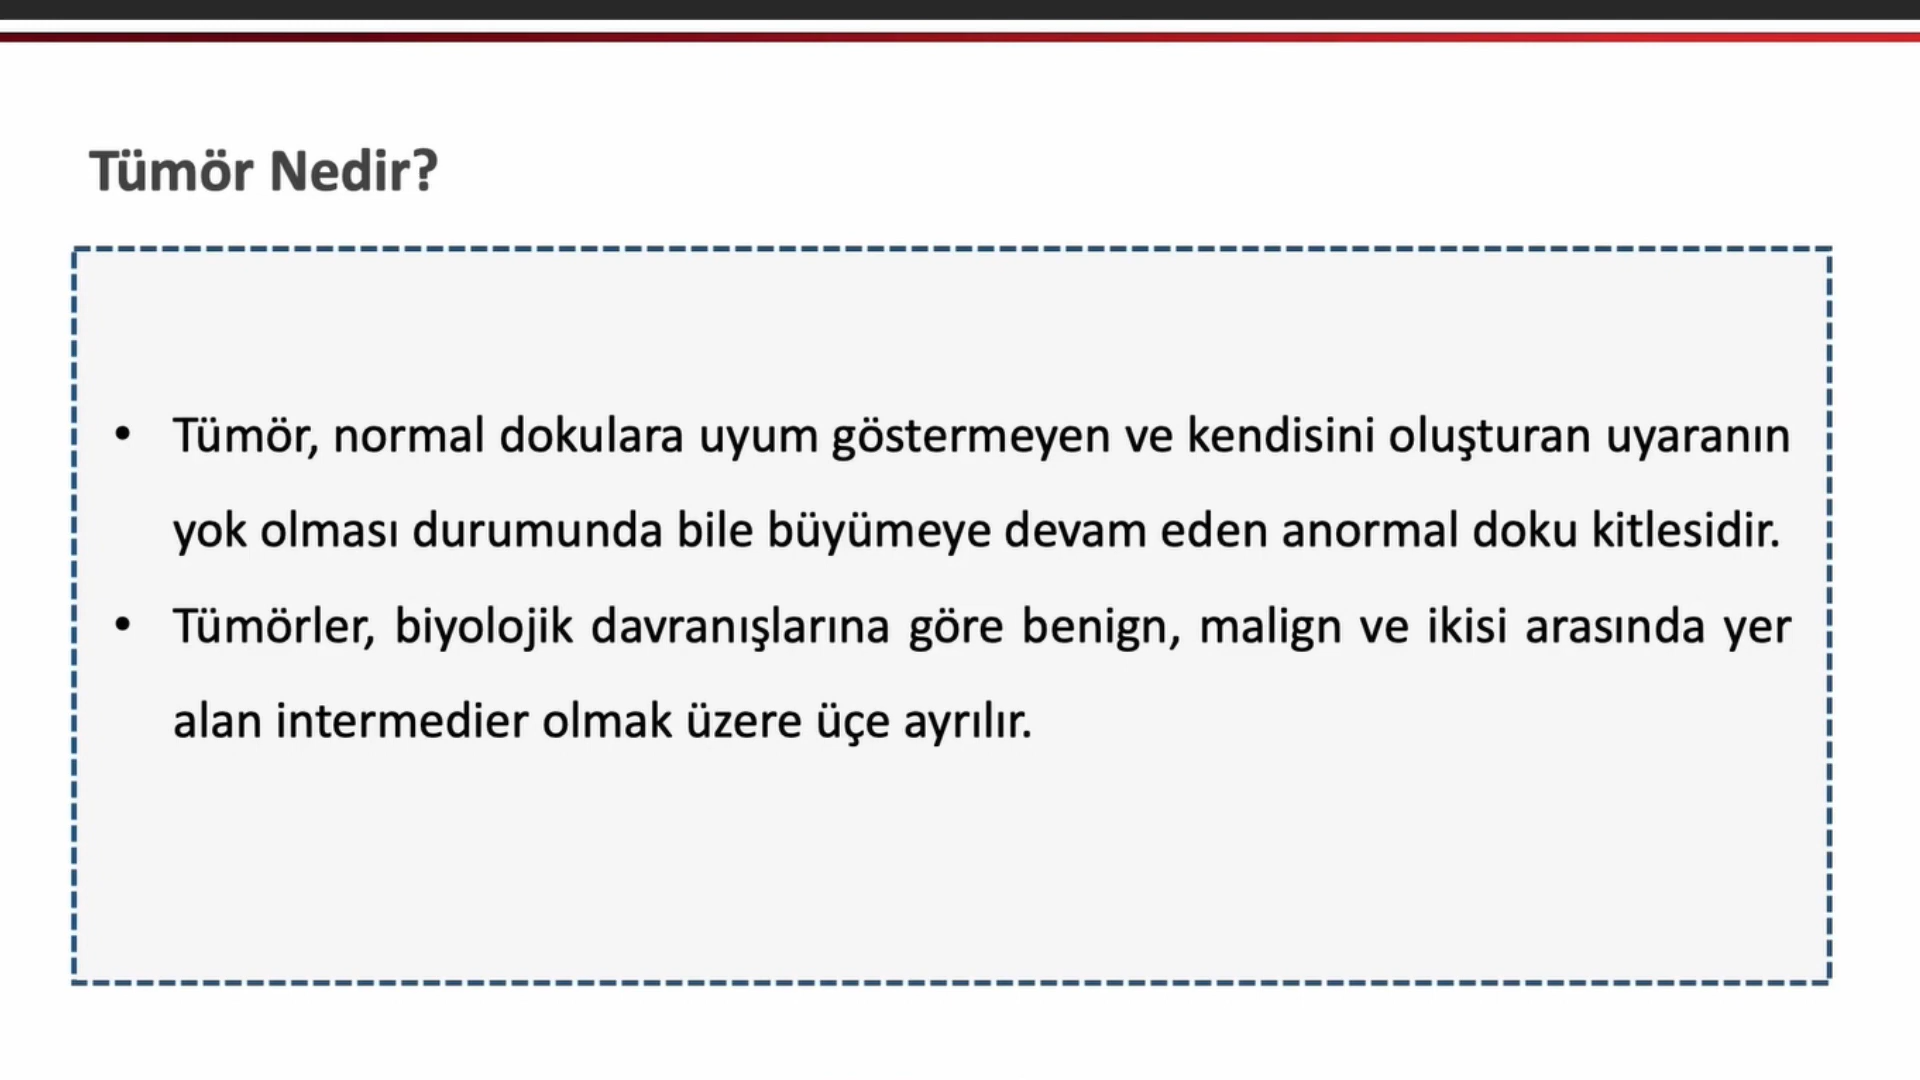 Tümör Nedir?
• Tümör, normal dokulara uyum göstermeyen ve kendisini oluşturan uyaranın
yok olması durumunda bile büyümeye devam eden anormal doku kitlesidir.
• Tümörler, biyolojik davranışlarına göre benign, malign ve ikisi arasında yer
alan intermedier olmak üzere üçe ayrılır.